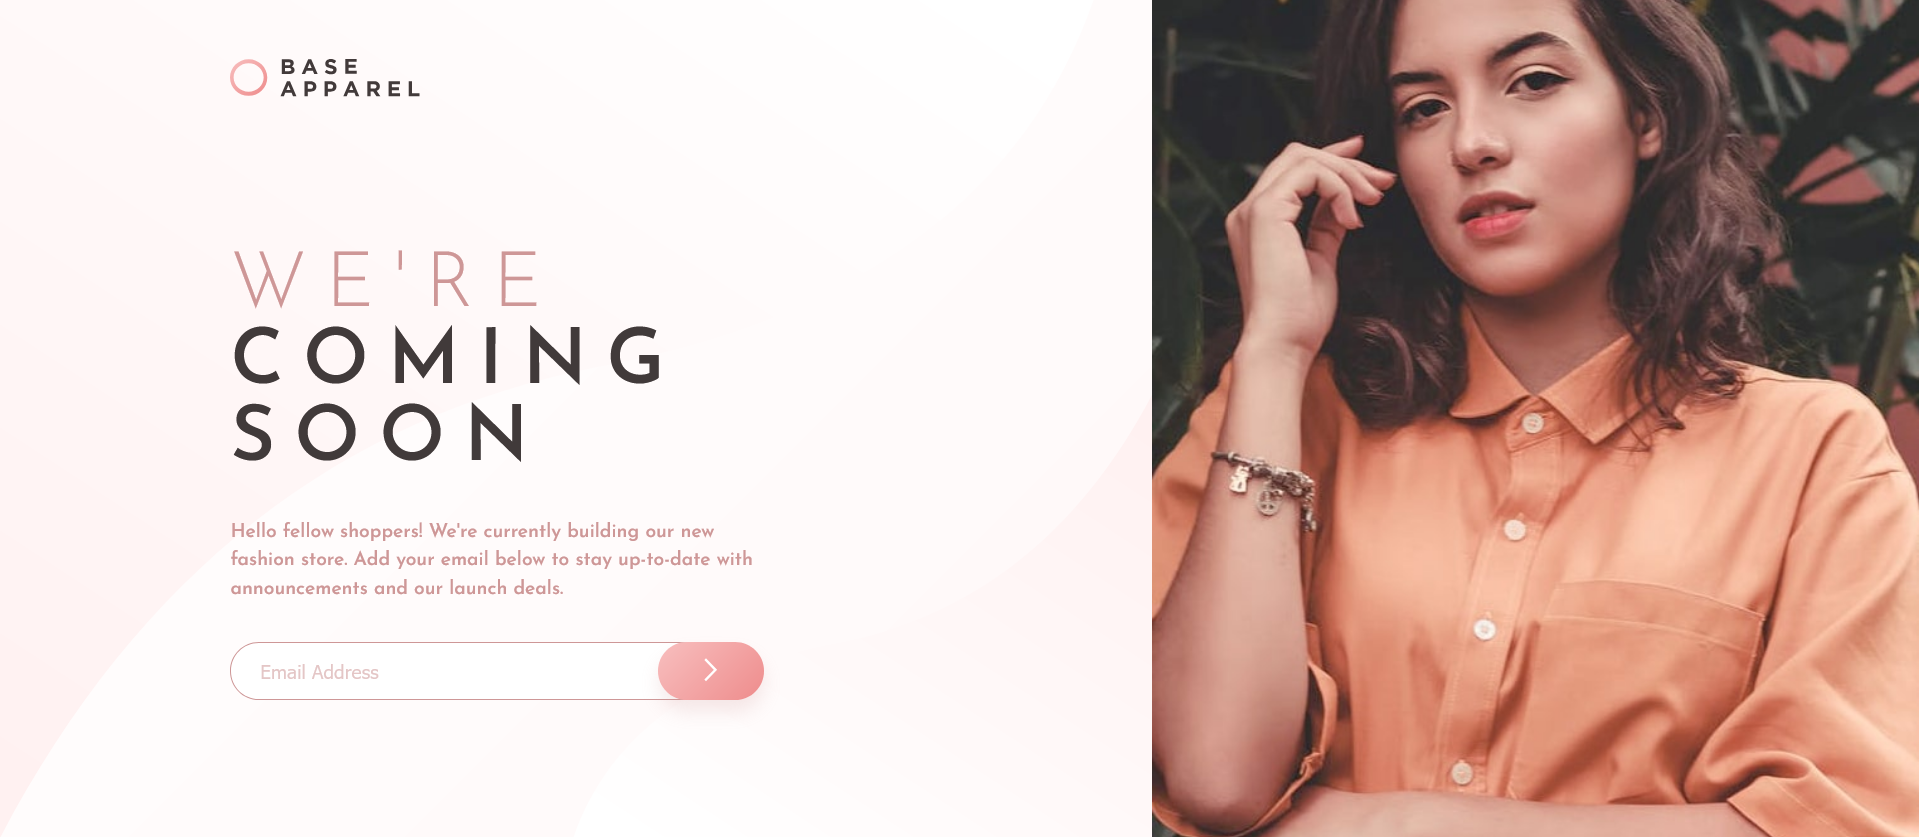 BASE
APPAREL
WE'RE
COMING
SOON
Hello fellow shoppers! We're currently building our new
fashion store. Add your email below to stay up-to-date with
announcements and our launch deals.
Email Address